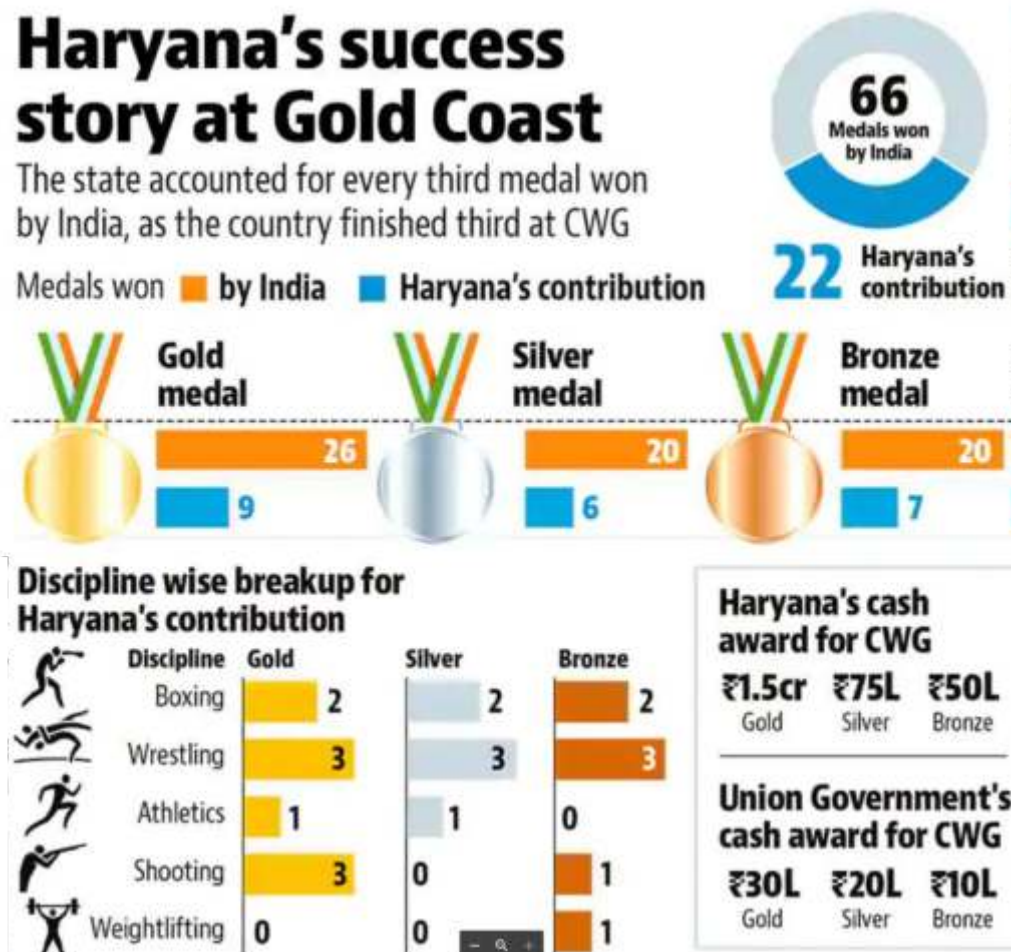 Haryana's success
story at Gold Coast
The state accounted for every third medal won
by India, as the country finished third at CWG
66
Medals won
by India
22
Haryana's
contribution
Medals won by India Haryana's contribution
Gold
medal
26
9
Silver
medal
20
6
Bronze
medal
20
7
Discipline wise breakup for
Haryana's contribution
Discipline Gold Silver Bronze
Boxing 2 2 2
Wrestling 3 3 3
Athletics 1 1 0
Shooting 3 0 1
Weightlifting 0 0 1
Haryana's cash
award for CWG
₹1.5cr ₹75L ₹50L
Gold Silver Bronze
Union Government's
cash award for CWG
₹30L ₹20L ₹10L
Gold Silver Bronze